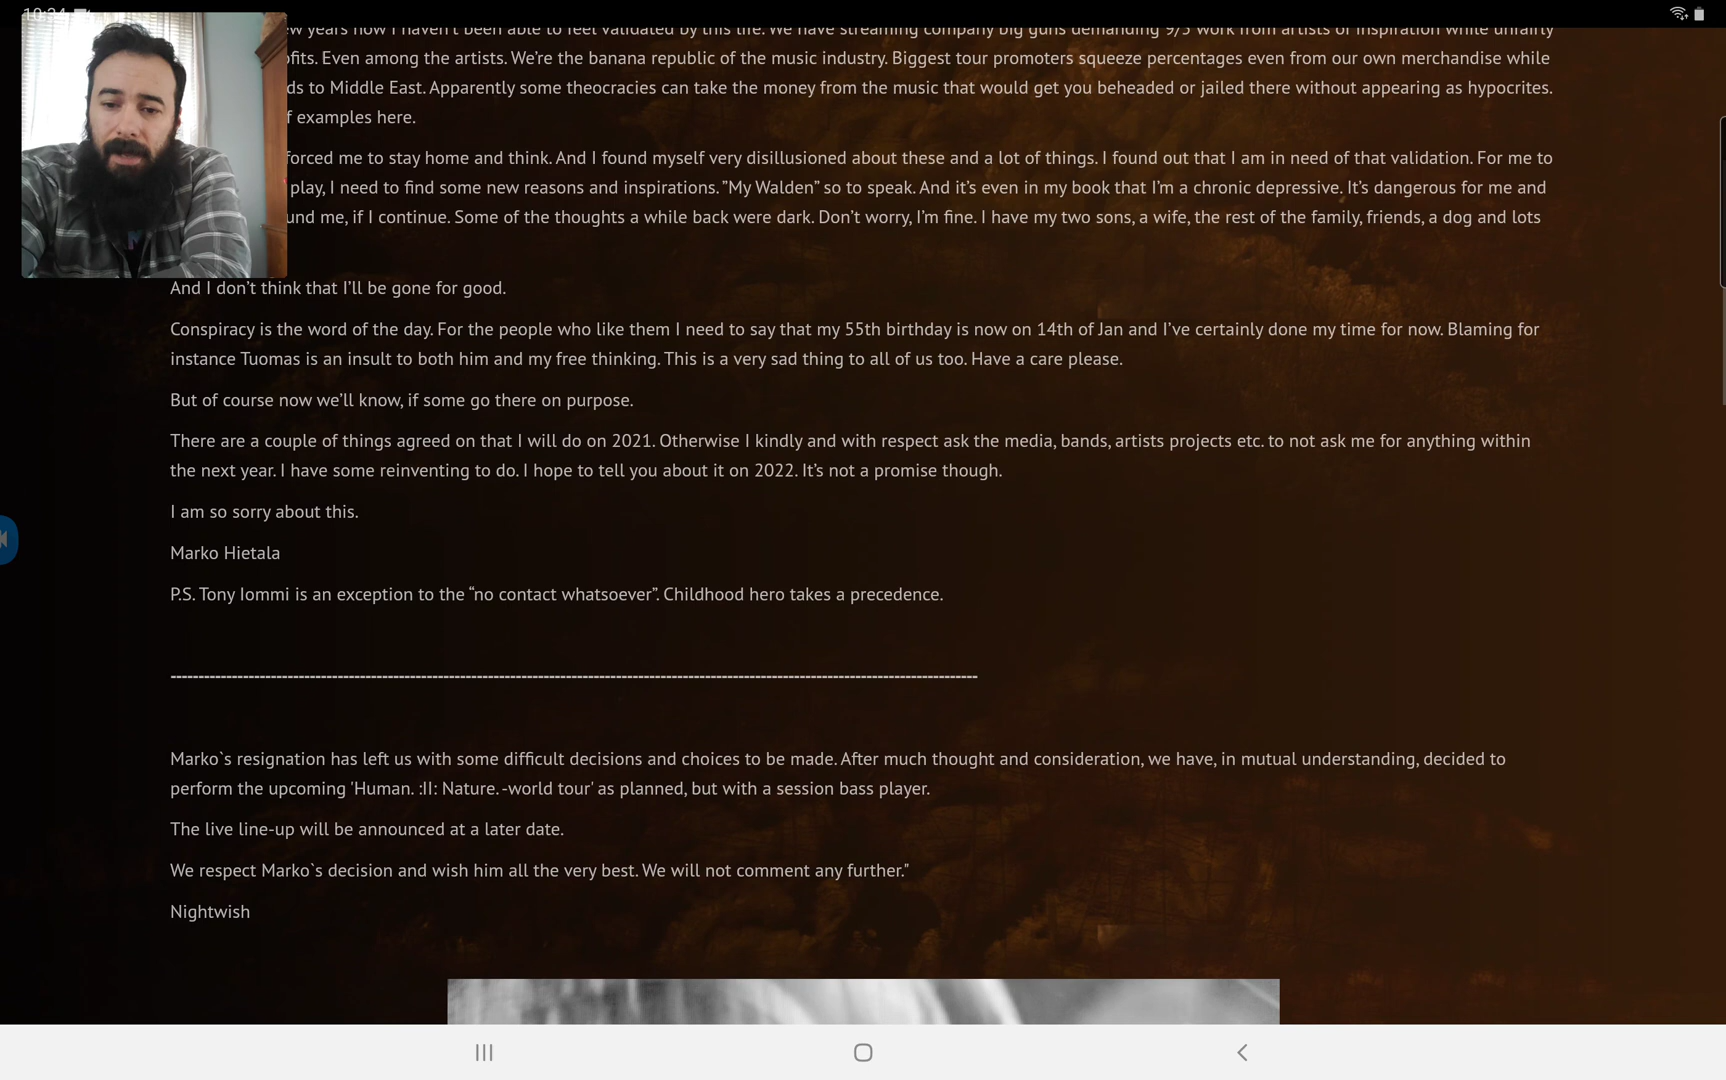 10:34
ew years now I haven't been able to feel validated by this life. We have streaming company big guns demanding 9/5 work from artists of inspiration while unfairly
ofits. Even among the artists. We're the banana republic of the music industry. Biggest tour promoters squeeze percentages even from our own merchandise while
ds to Middle East. Apparently some theocracies can take the money from the music that would get you beheaded or jailed there without appearing as hypocrites.
f examples here.
forced me to stay home and think. And I found myself very disillusioned about these and a lot of things. I found out that I am in need of that validation. For me to
play, I need to find some new reasons and inspirations. ”My Walden” so to speak. And it's even in my book that I'm a chronic depressive. It's dangerous for me and
und me, if I continue. Some of the thoughts a while back were dark. Don't worry, I'm fine. I have my two sons, a wife, the rest of the family, friends, a dog and lots
And I don't think that I'll be gone for good.
Conspiracy is the word of the day. For the people who like them I need to say that my 55th birthday is now on 14th of Jan and I've certainly done my time for now. Blaming for
instance Tuomas is an insult to both him and my free thinking. This is a very sad thing to all of us too. Have a care please.
But of course now we'll know, if some go there on purpose.
There are a couple of things agreed on that I will do on 2021. Otherwise I kindly and with respect ask the media, bands, artists projects etc. to not ask me for anything within
the next year. I have some reinventing to do. I hope to tell you about it on 2022. It's not a promise though.
I am so sorry about this.
Marko Hietala
P.S. Tony Iommi is an exception to the “no contact whatsoever”. Childhood hero takes a precedence.
Marko`s resignation has left us with some difficult decisions and choices to be made. After much thought and consideration, we have, in mutual understanding, decided to
perform the upcoming 'Human. :II: Nature. -world tour' as planned, but with a session bass player.
The live line-up will be announced at a later date.
We respect Marko`s decision and wish him all the very best. We will not comment any further."
Nightwish